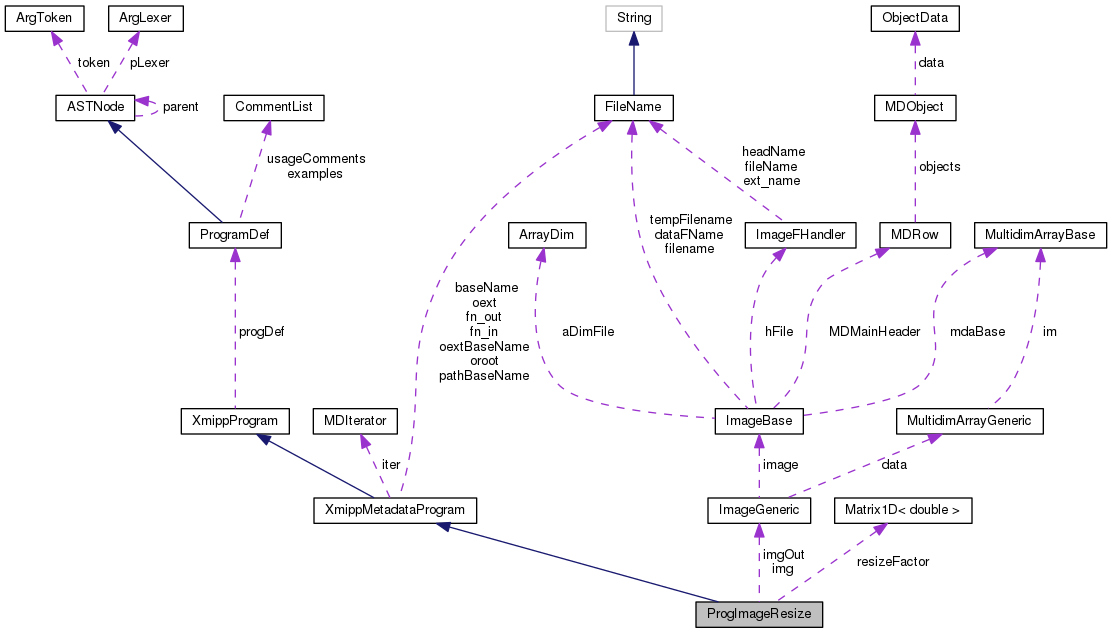 ArgToken
ArgLexer
String
ObjectData
token
pLexer
data
ASTNode
parent
CommentList
FileName
MDObject
usageComments
examples
headName
fileName
ext_name
objects
ProgramDef
ArrayDim
tempFilename
dataFName
filename
ImageFHandler
MDRow
MultidimArrayBase
progDef
baseName
oext
fn_out
fn_in
oextBaseName
oroot
pathBaseName
aDimFile
hFile
MDMainHeader
mdaBase
im
XmippProgram
MDIterator
ImageBase
MultidimArrayGeneric
iter
image
data
XmippMetadataProgram
ImageGeneric
Matrix1D< double >
imgOut
img
resizeFactor
ProgImageResize